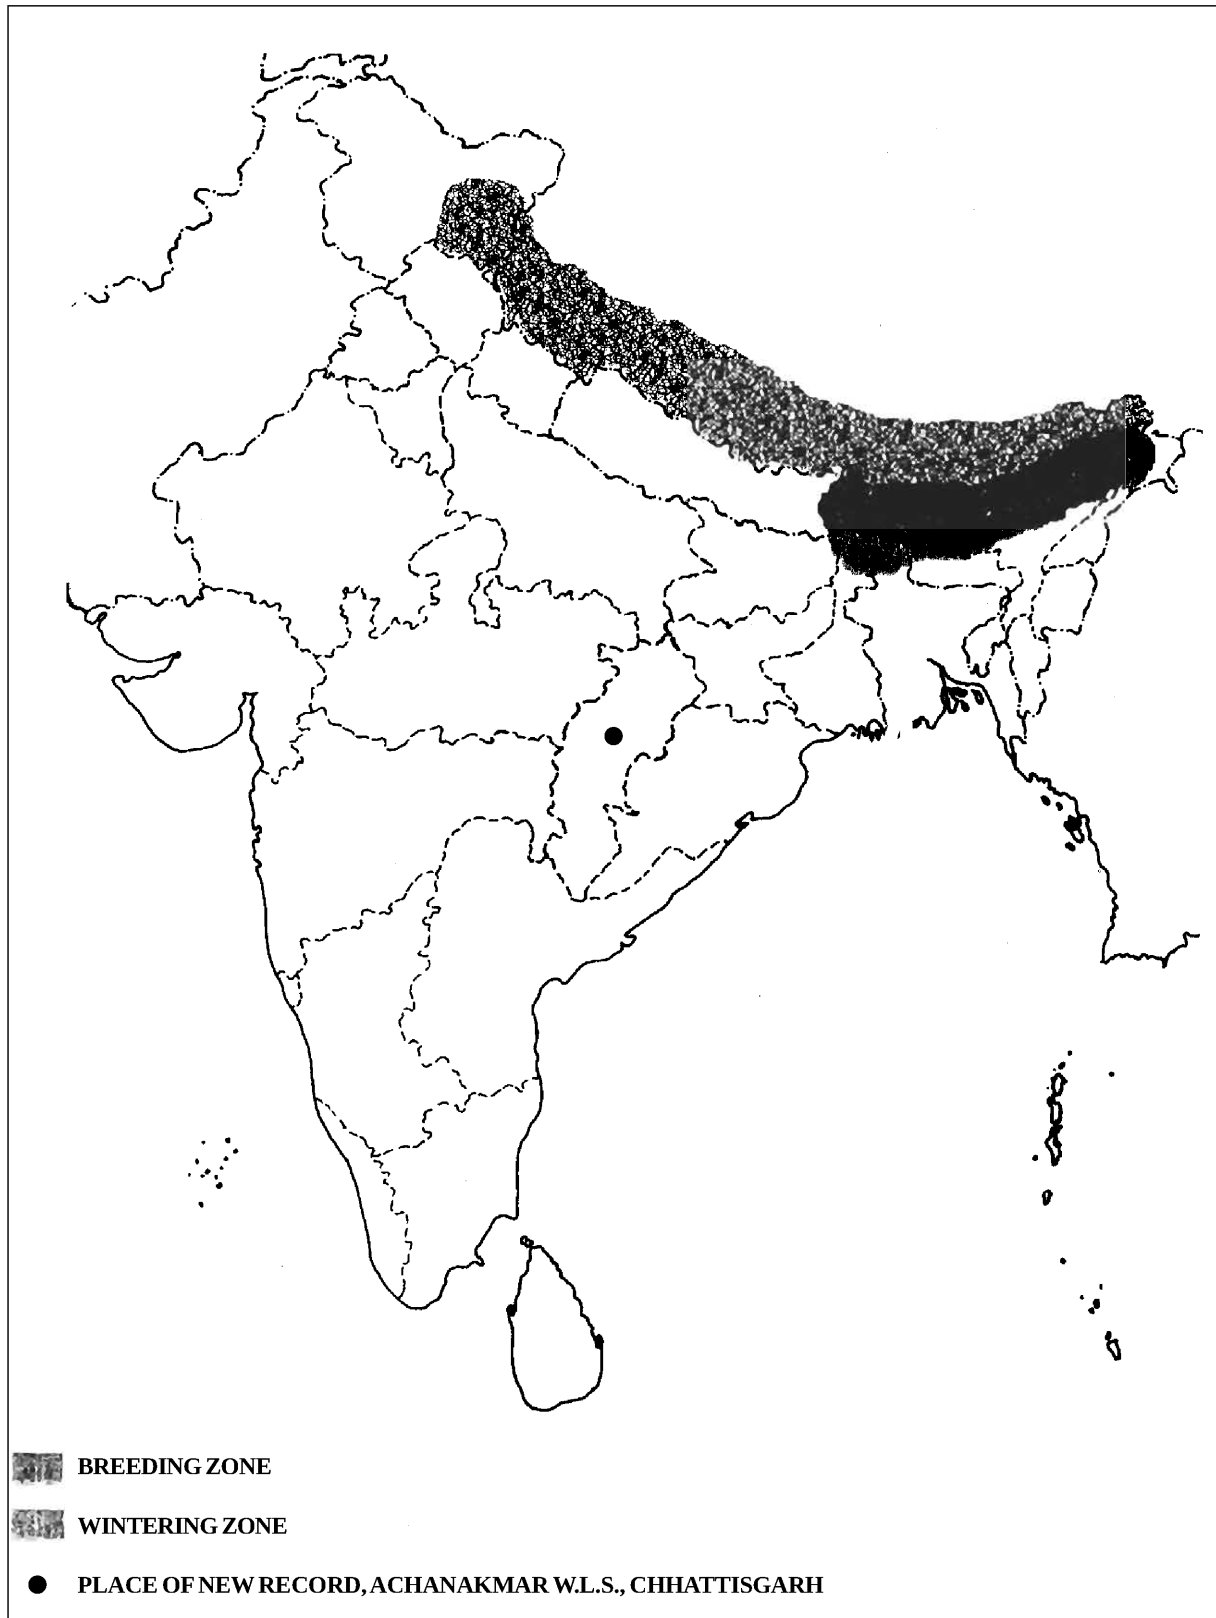 BREEDING ZONE
WINTERING ZONE
PLACE OF NEW RECORD, ACHANAKMAR W.L.S., CHHATTISGARH